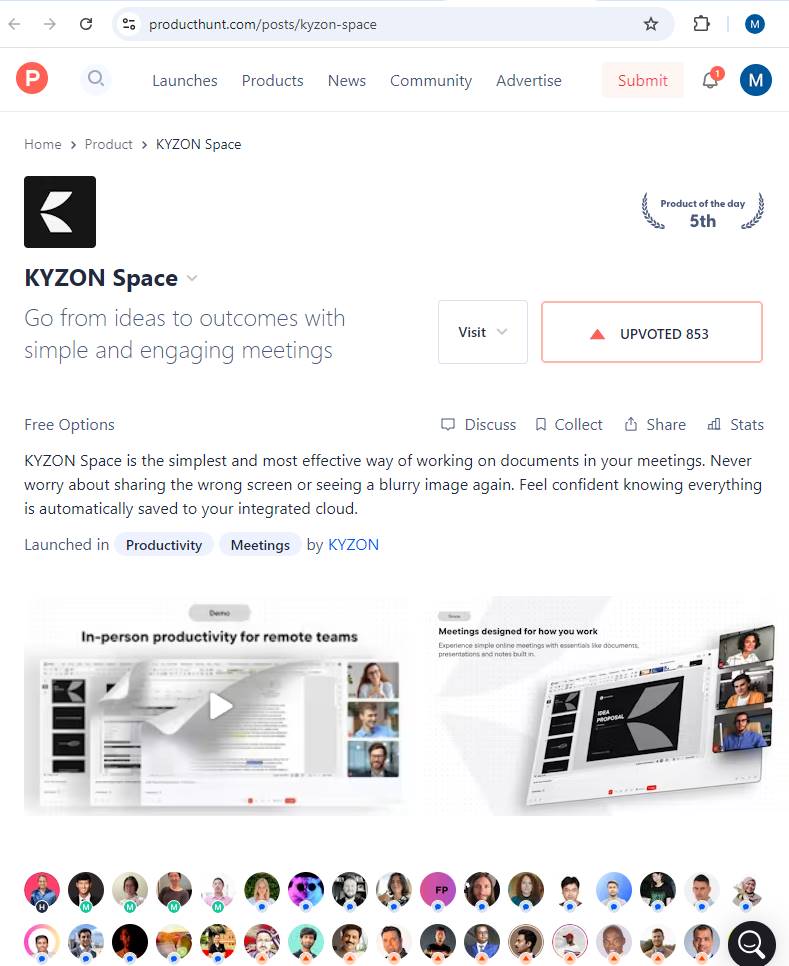 producthunt.com/posts/kyzon-space
M
P
Launches Products News Community Advertise Submit 1 M
Home > Product > KYZON Space
Product of the day
5th
KYZON Space
Go from ideas to outcomes with
simple and engaging meetings
Visit
UPVOTED 853
Free Options Discuss Collect Share Stats
KYZON Space is the simplest and most effective way of working on documents in your meetings. Never
worry about sharing the wrong screen or seeing a blurry image again. Feel confident knowing everything
is automatically saved to your integrated cloud.
Launched in Productivity Meetings by KYZON
Demo
In-person productivity for remote teams
Meetings designed for how you work
Experience simple online meetings with essentials like documents,
presentations and notes built in.
IDEA
PROPOSAL
FP
H M M M M